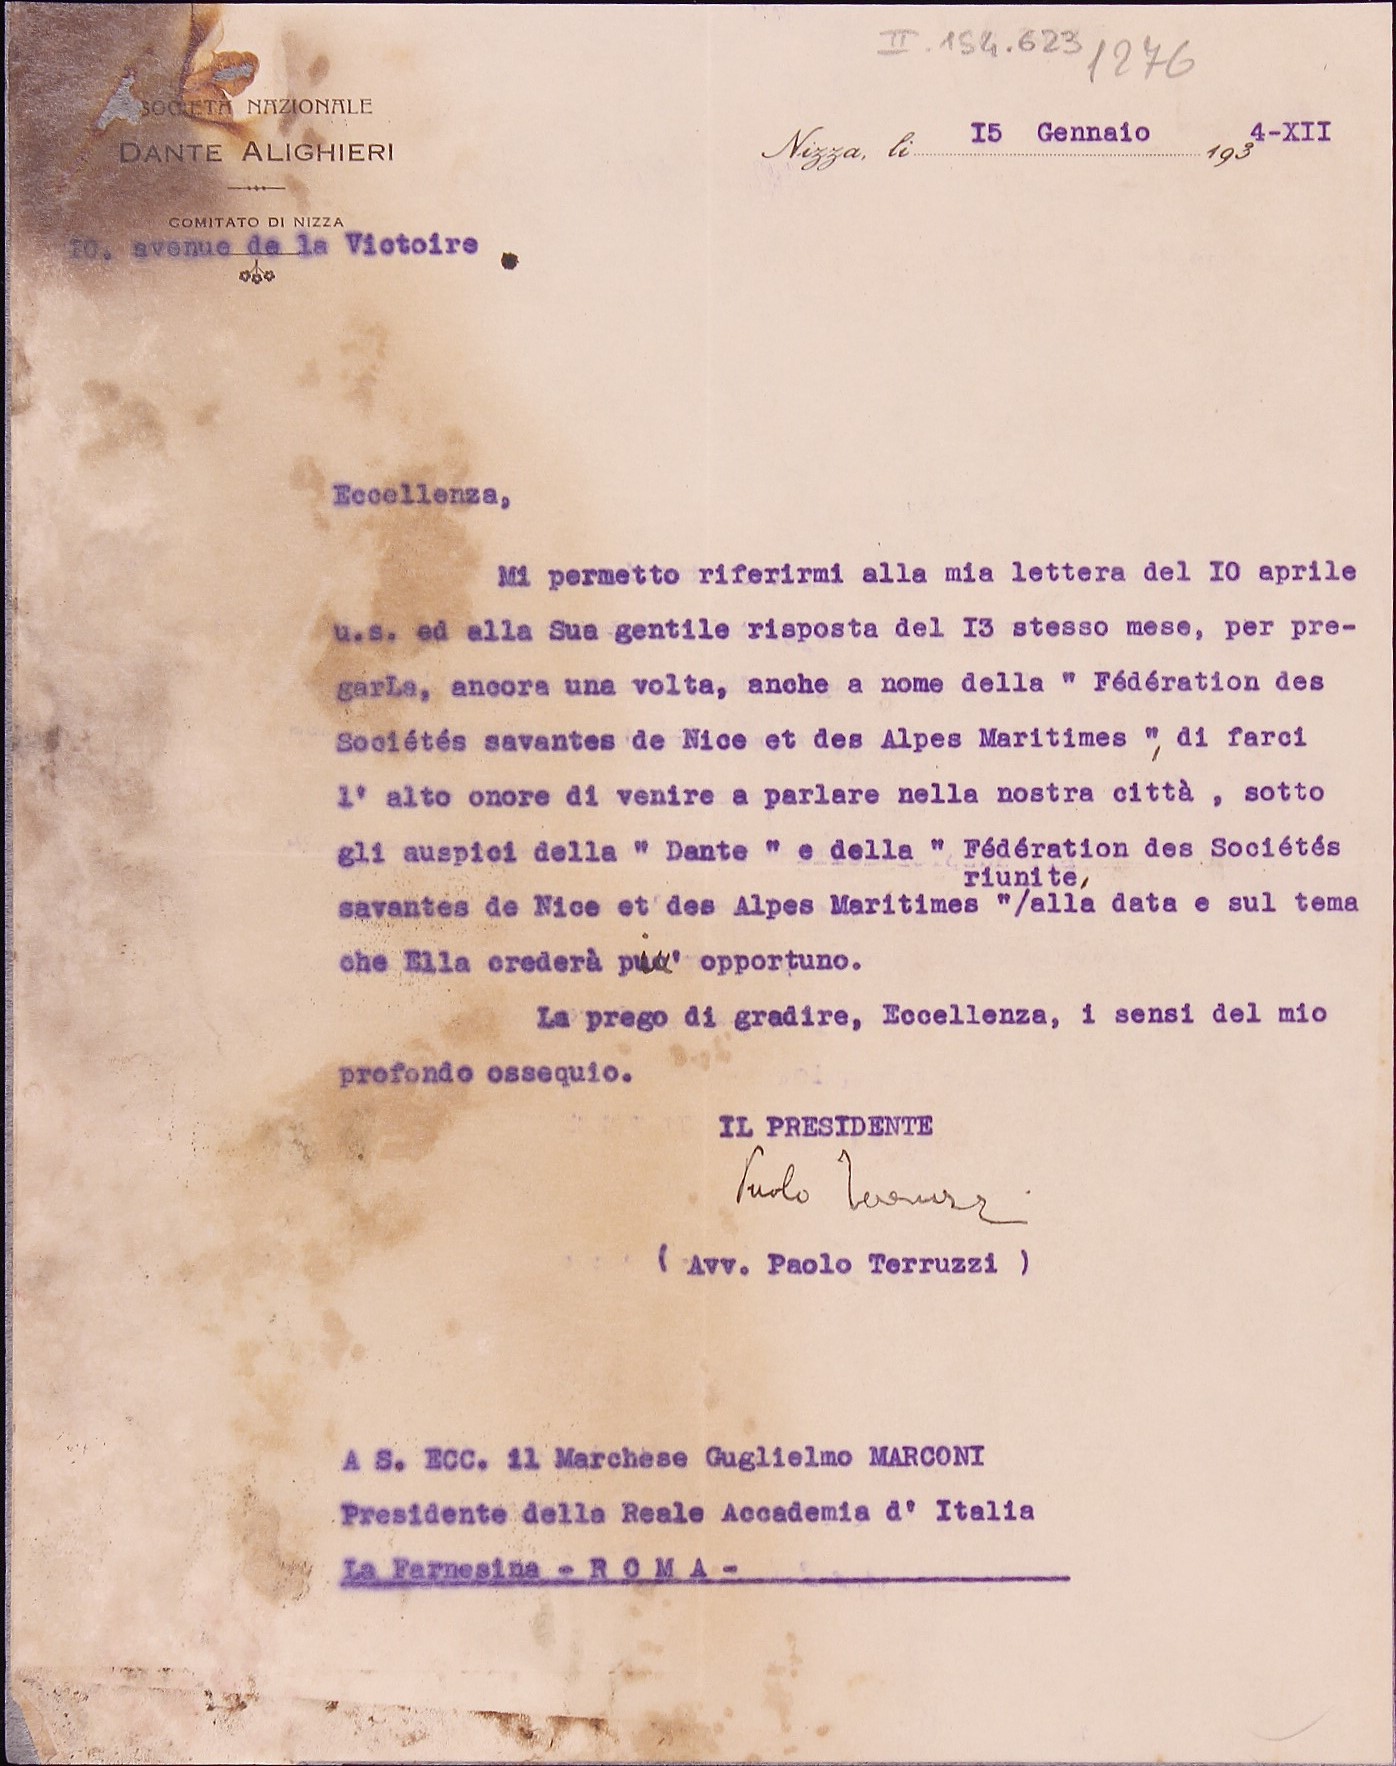 II.154.623 1276
SOCIETÀ NAZIONALE
DANTE ALIGHIERI
COMITATO DI NIZZA
10. avenue de la Victoire
Nizza, li I5 Gennaio 1934-XII
Eccellenza,
Mi permetto riferirmi alla mia lettera del IO aprile
u.s. ed alla Sua gentile risposta del I3 stesso mese, per pre-
garLa, ancora una volta, anche a nome della " Fédération des
Sociétés savantes de Nice et des Alpes Maritimes ", di farci
l' alto onore di venire a parlare nella nostra città , sotto
gli auspici della " Dante " e della " Fédération des Sociétés
riunite,
savantes de Nice et des Alpes Maritimes "/alla data e sul tema
che Ella crederà più' opportuno.
La prego di gradire, Eccellenza, i sensi del mio
profondo ossequio.
IL PRESIDENTE
Paolo Terruzzi
( Avv. Paolo Terruzzi )
A S. ECC. il Marchese Guglielmo MARCONI
Presidente della Reale Accademia d' Italia
La Farnesina - R O M A -